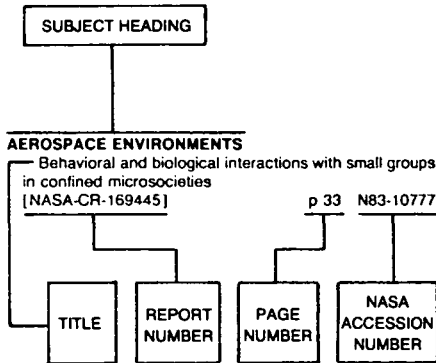 SUBJECT HEADING
AEROSPACE ENVIRONMENTS
Behavioral and biological interactions with small groups
in confined microsocieties
[NASA-CR-169445] p 33 N83-10777
TITLE
REPORT
NUMBER
PAGE
NUMBER
NASA
ACCESSION
NUMBER